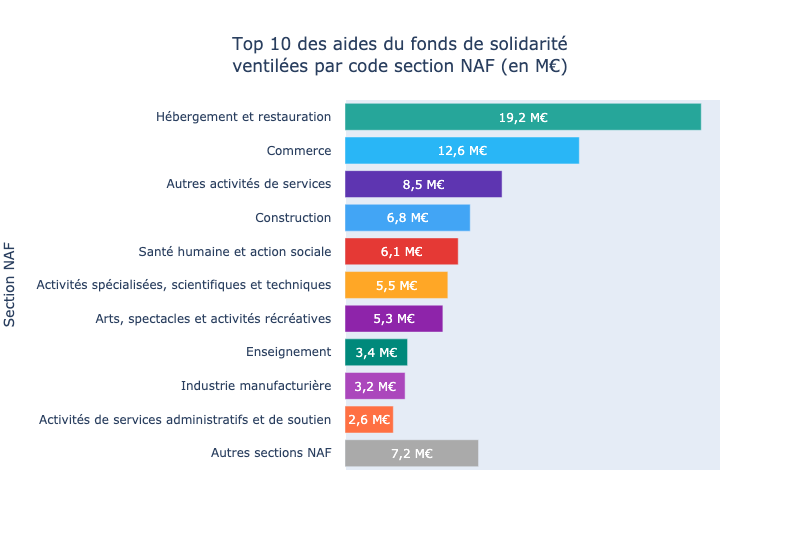 Top 10 des aides du fonds de solidarité
ventilées par code section NAF (en M€)
Section NAF
Hébergement et restauration 19,2 M€
Commerce 12,6 M€
Autres activités de services 8,5 M€
Construction 6,8 M€
Santé humaine et action sociale 6,1 M€
Activités spécialisées, scientifiques et techniques 5,5 M€
Arts, spectacles et activités récréatives 5,3 M€
Enseignement 3,4 M€
Industrie manufacturière 3,2 M€
Activités de services administratifs et de soutien 2,6 M€
Autres sections NAF 7,2 M€